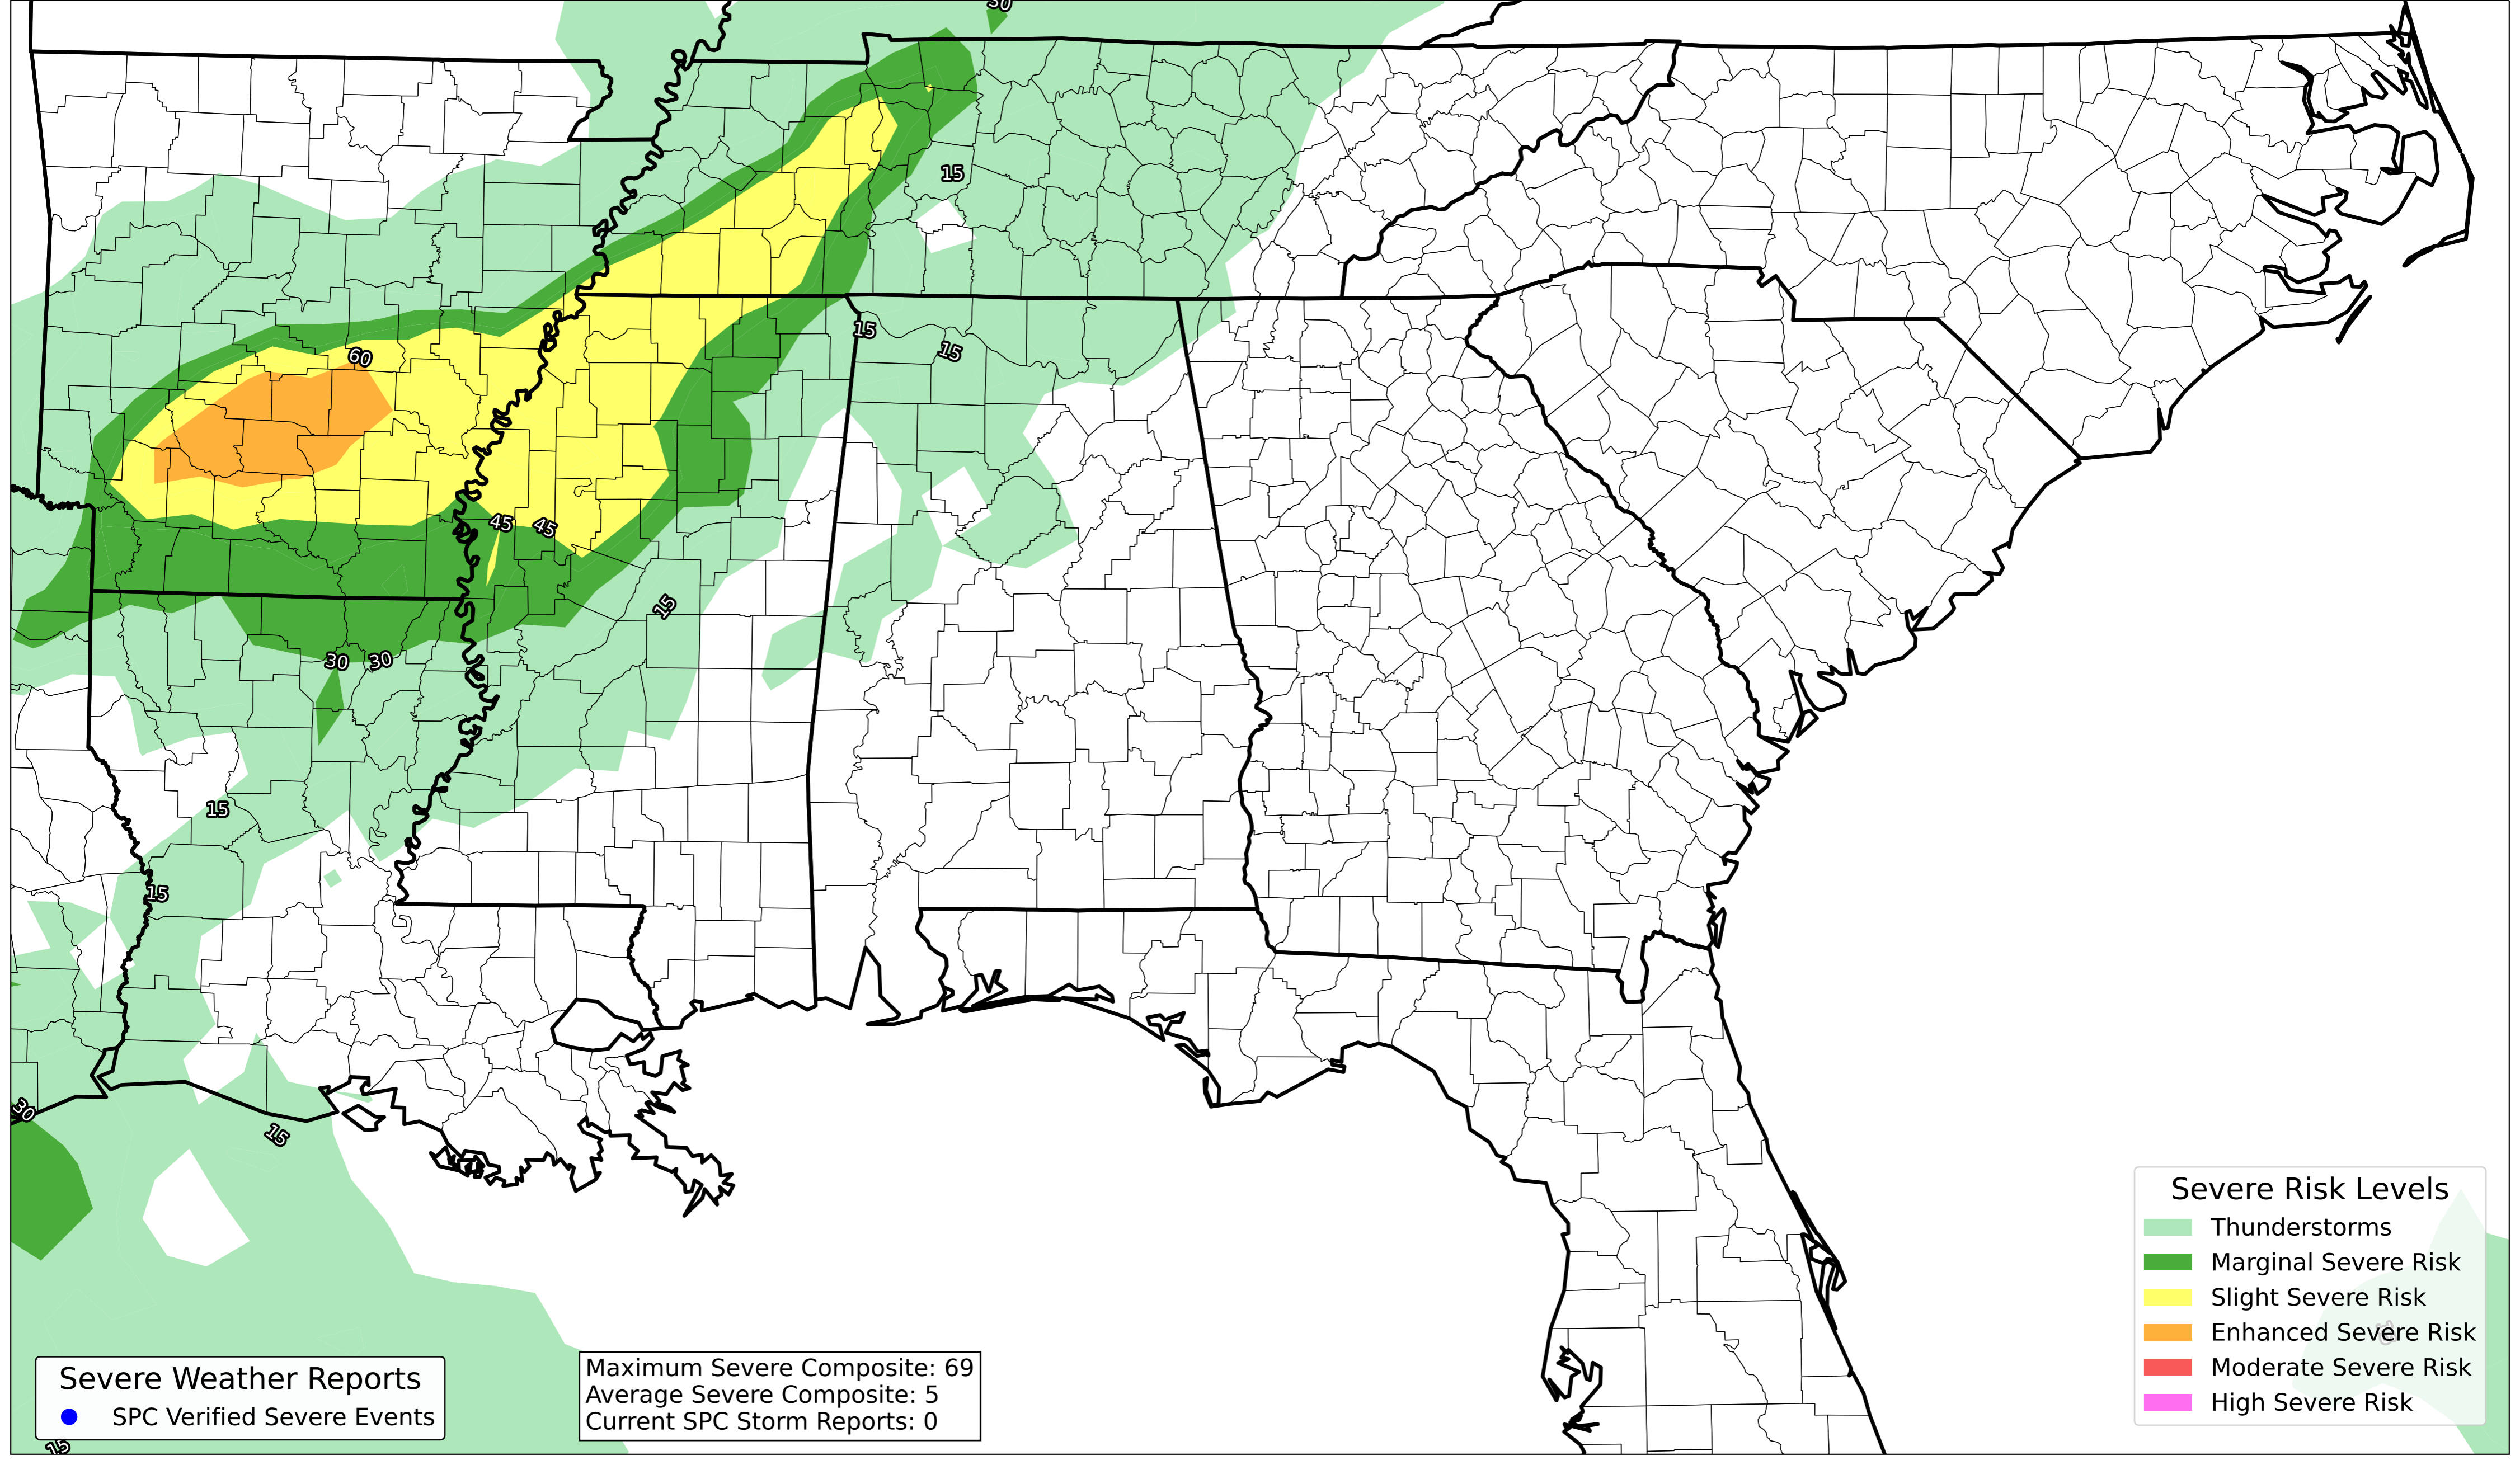 30
15
15
15
60
45
45
15
30
30
15
15
30
15
15
Severe Weather Reports
SPC Verified Severe Events
Maximum Severe Composite: 69
Average Severe Composite: 5
Current SPC Storm Reports: 0
Severe Risk Levels
Thunderstorms
Marginal Severe Risk
Slight Severe Risk
Enhanced Severe Risk
Moderate Severe Risk
High Severe Risk